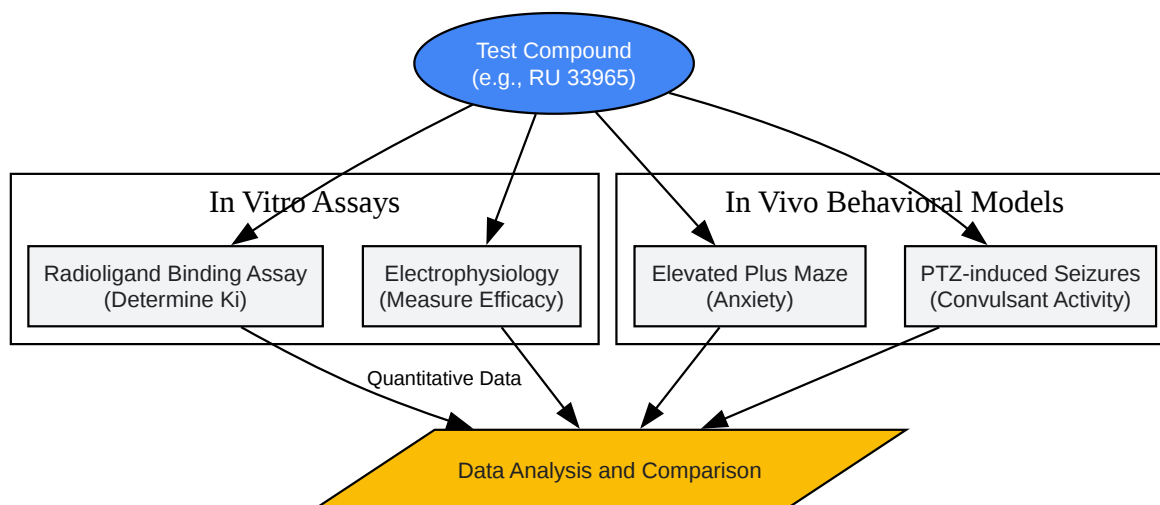 Test Compound
(e.g., RU 33965)
In Vitro Assays
In Vivo Behavioral Models
Radioligand Binding Assay
(Determine Ki)
Electrophysiology
(Measure Efficacy)
Elevated Plus Maze
(Anxiety)
PTZ-induced Seizures
(Convulsant Activity)
Quantitative Data
Data Analysis and Comparison